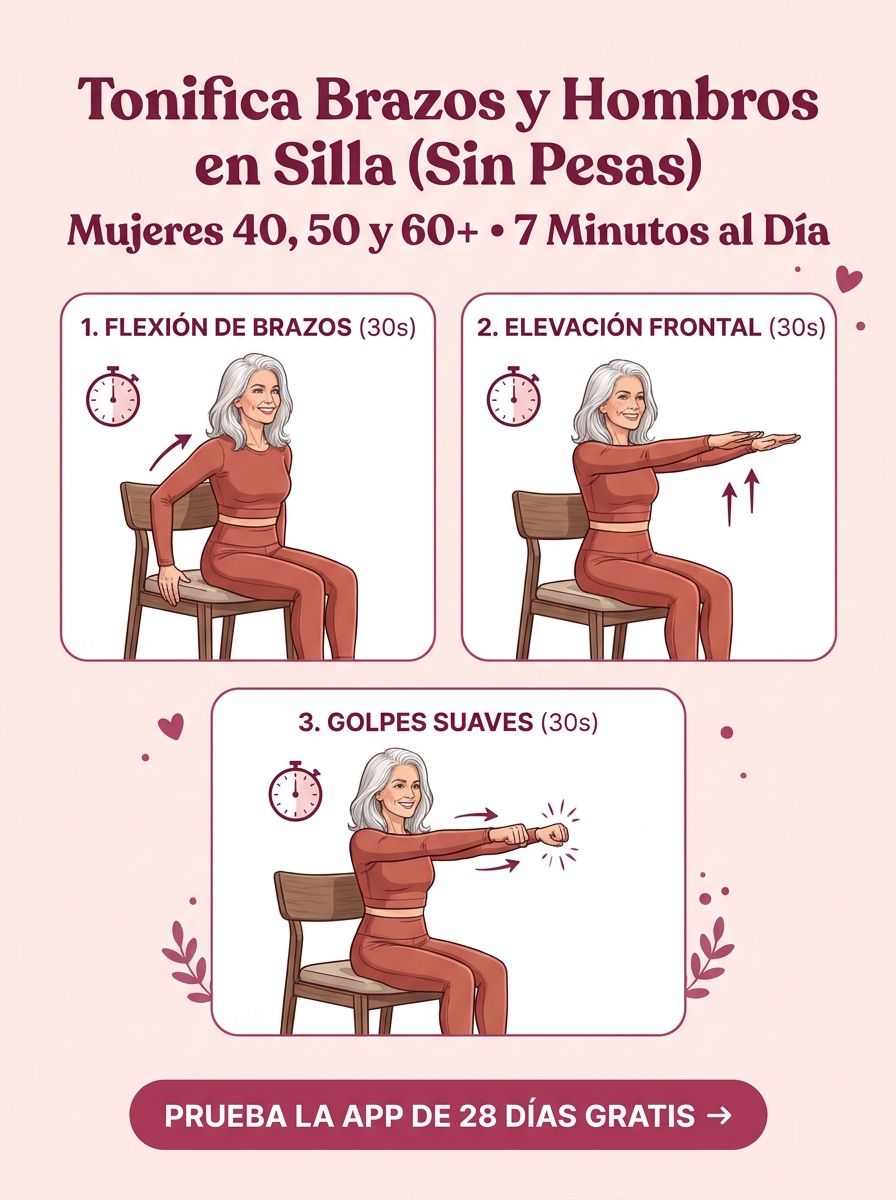 Tonifica Brazos y Hombros
en Silla (Sin Pesas)
Mujeres 40, 50 y 60+ • 7 Minutos al Día
1. FLEXIÓN DE BRAZOS (30s)
2. ELEVACIÓN FRONTAL (30s)
3. GOLPES SUAVES (30s)
PRUEBA LA APP DE 28 DÍAS GRATIS →